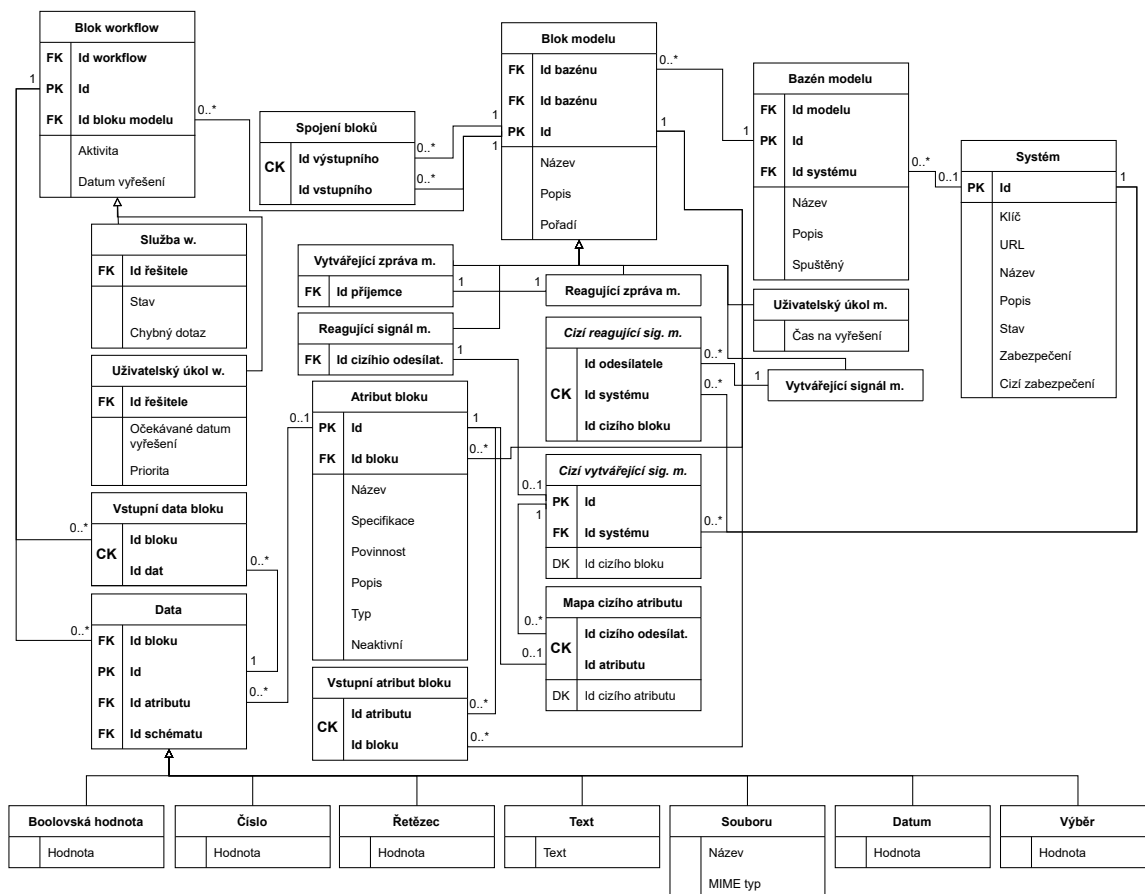 Blok workflow
FK Id workflow
PK Id
FK Id bloku modelu
Aktivita
Datum vyřešení
1
0..*
Spojení bloků
CK
Id výstupního
Id vstupního
1
0..*
0..*
1
Blok modelu
FK Id bazénu
FK Id bazénu
PK Id
Název
Popis
Pořadí
0..*
1
1
Bazén modelu
FK Id modelu
PK Id
FK Id systému
Název
Popis
Spuštěný
0..*
0..1
Systém
1
PK Id
Klíč
URL
Název
Popis
Stav
Zabezpečení
Cizí zabezpečení
Služba w.
FK Id řešitele
Stav
Chybný dotaz
Vytvářející zpráva m.
FK Id příjemce
1
1
Reagující zpráva m.
Uživatelský úkol m.
Čas na vyřešení
Reagující signál m.
FK Id cizíhio odesílat.
1
Cizí reagující sig. m.
CK
Id odesílatele
Id systému
Id cizího bloku
0..*
0..*
1
Vytvářející signál m.
Uživatelský úkol w.
FK Id řešitele
Očekávané datum
vyřešení
Priorita
Atribut bloku
PK Id
FK Id bloku
Název
Specifikace
Povinnost
Popis
Typ
Neaktivní
0..1
1
0..*
Cizí vytvářející sig. m.
PK Id
FK Id systému
DK Id cizího bloku
0..1
1
0..*
Vstupní data bloku
CK
Id bloku
Id dat
0..*
0..*
Data
FK Id bloku
PK Id
FK Id atributu
FK Id schématu
0..*
1
0..*
Mapa cizího atributu
CK
Id cizího odesílat.
Id atributu
DK Id cizího atributu
0..*
0..1
Vstupní atribut bloku
CK
Id atributu
Id bloku
0..*
0..*
Boolovská hodnota
Hodnota
Číslo
Hodnota
Řetězec
Hodnota
Text
Text
Souboru
Název
MIME typ
Datum
Hodnota
Výběr
Hodnota